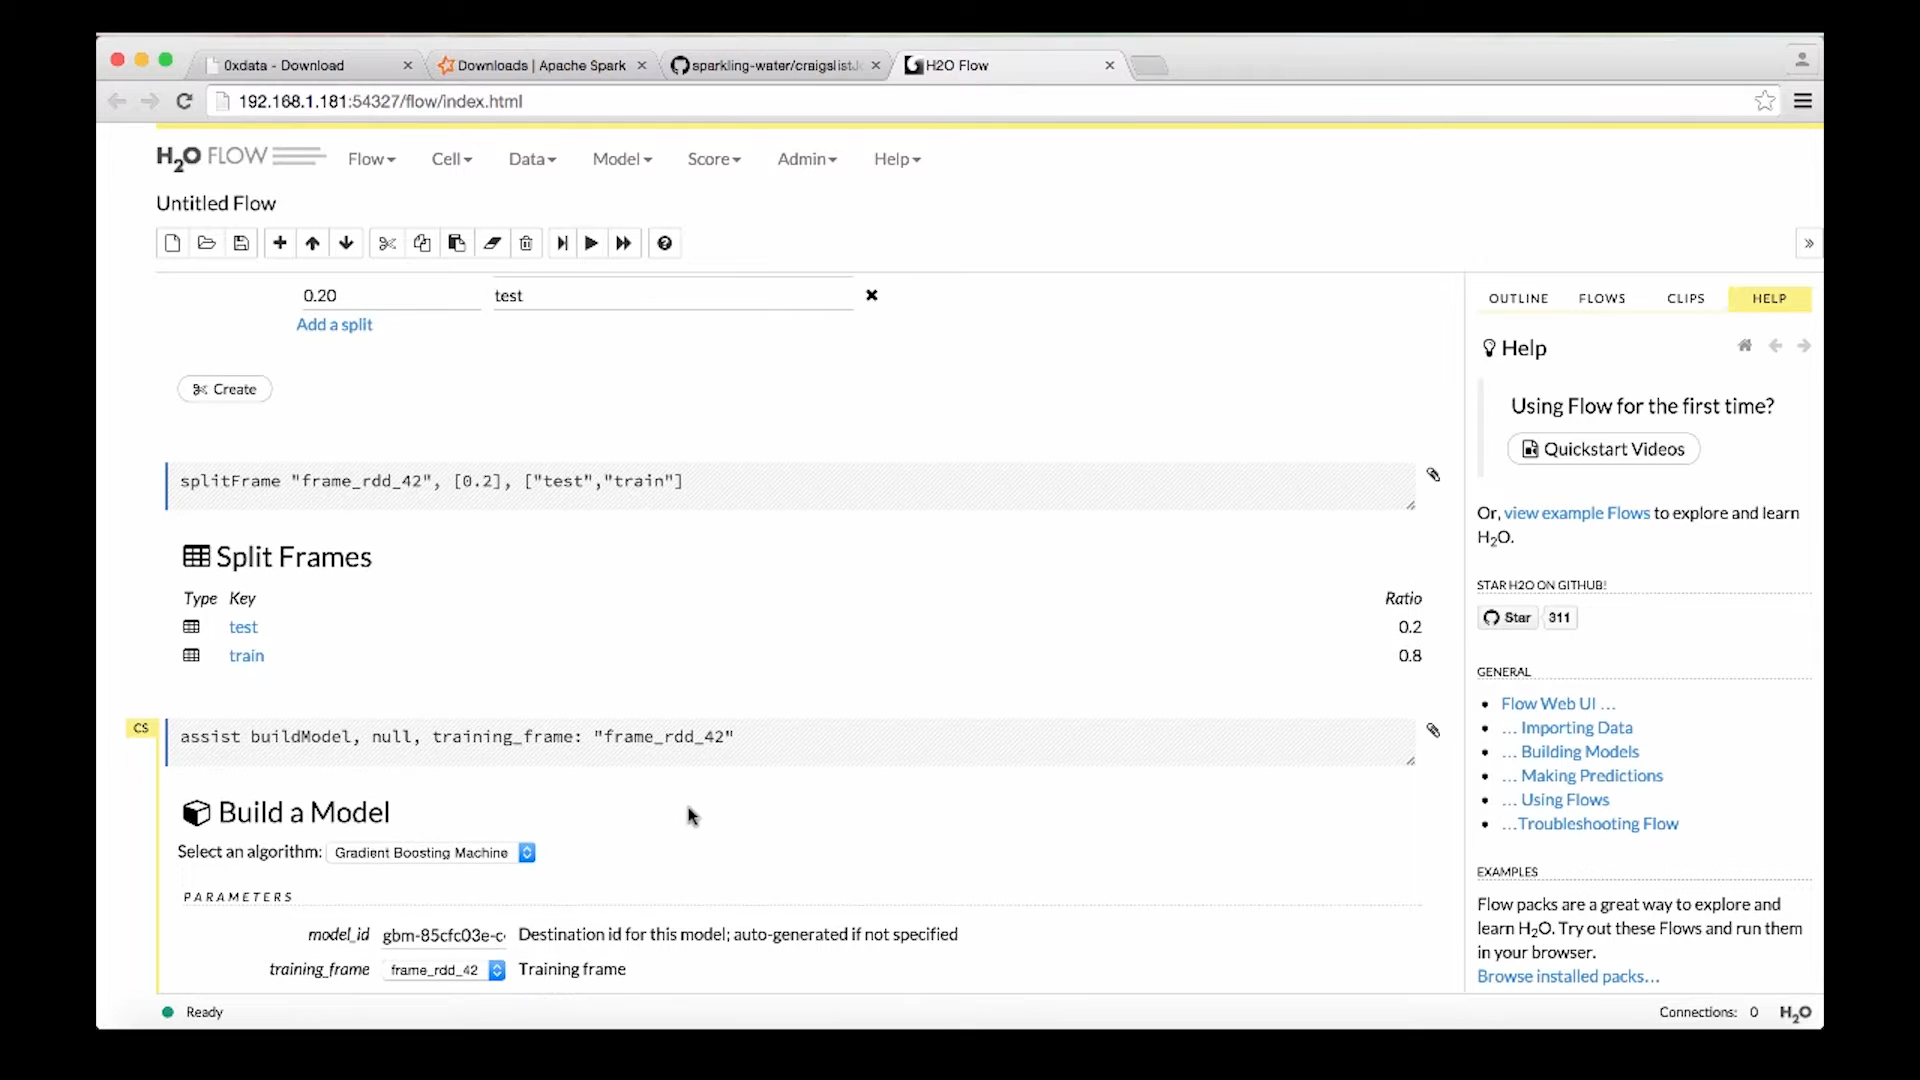 0xdata - Download
Downloads | Apache Spark
sparkling-water/craigslistJ
H2O Flow
192.168.1.181:54327/flow/index.html
H2O FLOW
Flow
Cell
Data
Model
Score
Admin
Help
Untitled Flow
0.20 test
Add a split
Create
splitFrame "frame_rdd_42", [0.2], ["test","train"]
Split Frames
Type Key Ratio
test 0.2
train 0.8
CS
assist buildModel, null, training_frame: "frame_rdd_42"
Build a Model
Select an algorithm: Gradient Boosting Machine
PARAMETERS
model_id gbm-85cfc03e-c Destination id for this model; auto-generated if not specified
training_frame frame_rdd_42 Training frame
OUTLINE FLOWS CLIPS HELP
Help
Using Flow for the first time?
Quickstart Videos
Or, view example Flows to explore and learn
H2O.
STAR H2O ON GITHUB!
Star 311
GENERAL
Flow Web UI ...
... Importing Data
... Building Models
... Making Predictions
... Using Flows
...Troubleshooting Flow
EXAMPLES
Flow packs are a great way to explore and
learn H2O. Try out these Flows and run them
in your browser.
Browse installed packs...
Ready
Connections: 0 H2O